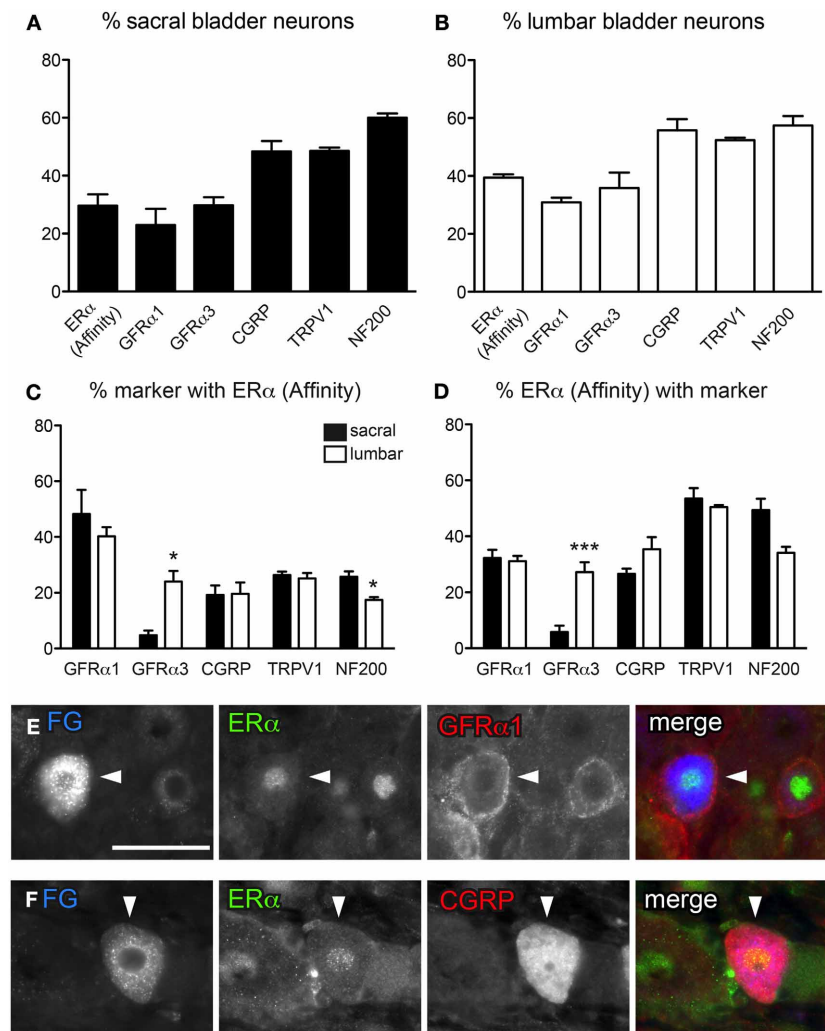 A % sacral bladder neurons
80
60
40
20
0
ERα
(Affinity)
GFRα1
GFRα3
CGRP
TRPV1
NF200
B % lumbar bladder neurons
80
60
40
20
0
ERα
(Affinity)
GFRα1
GFRα3
CGRP
TRPV1
NF200
C % marker with ERα (Affinity)
80
60
40
20
0
sacral
lumbar
*
*
GFRα1 GFRα3 CGRP TRPV1 NF200
D % ERα (Affinity) with marker
80
60
40
20
0
***
GFRα1 GFRα3 CGRP TRPV1 NF200
E FG ERα GFRα1 merge
F FG ERα CGRP merge